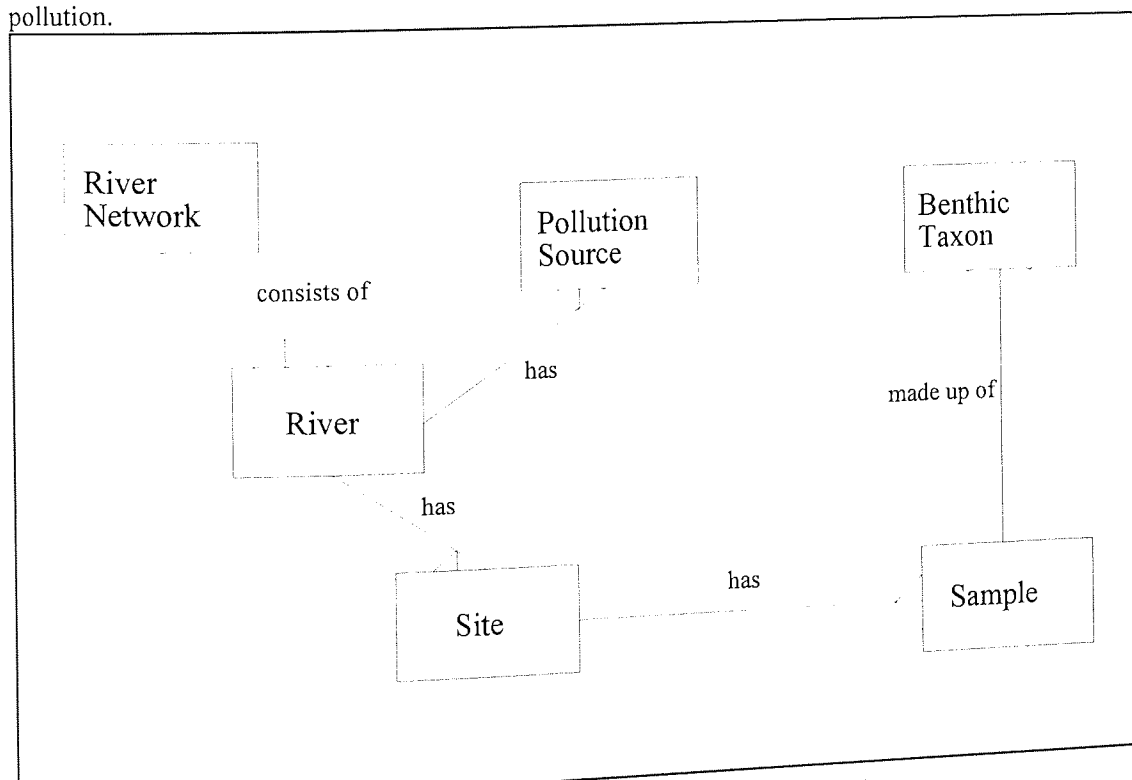 pollution.
River
Network
Pollution
Source
Benthic
Taxon
consists of
has
made up of
River
has
has
Site
Sample